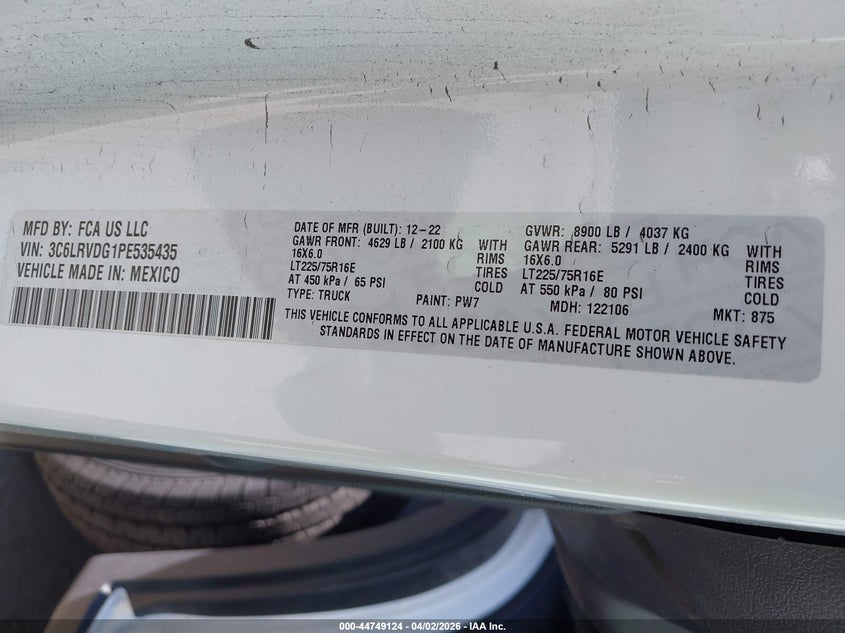 MFD BY: FCA US LLC
VIN: 3C6LRVDG1PE535435
VEHICLE MADE IN: MEXICO
DATE OF MFR (BUILT): 12-22
GAWR FRONT: 4629 LB / 2100 KG WITH
16X6.0 RIMS
LT225/75R16E TIRES
AT 450 kPa / 65 PSI COLD
TYPE: TRUCK PAINT: PW7
GVWR: 8900 LB / 4037 KG
GAWR REAR: 5291 LB / 2400 KG WITH
16X6.0 RIMS
LT225/75R16E TIRES
AT 550 kPa / 80 PSI COLD
MDH: 122106 MKT: 875
THIS VEHICLE CONFORMS TO ALL APPLICABLE U.S.A. FEDERAL MOTOR VEHICLE SAFETY
STANDARDS IN EFFECT ON THE DATE OF MANUFACTURE SHOWN ABOVE.
000-44749124 - 04/02/2026 - IAA Inc.